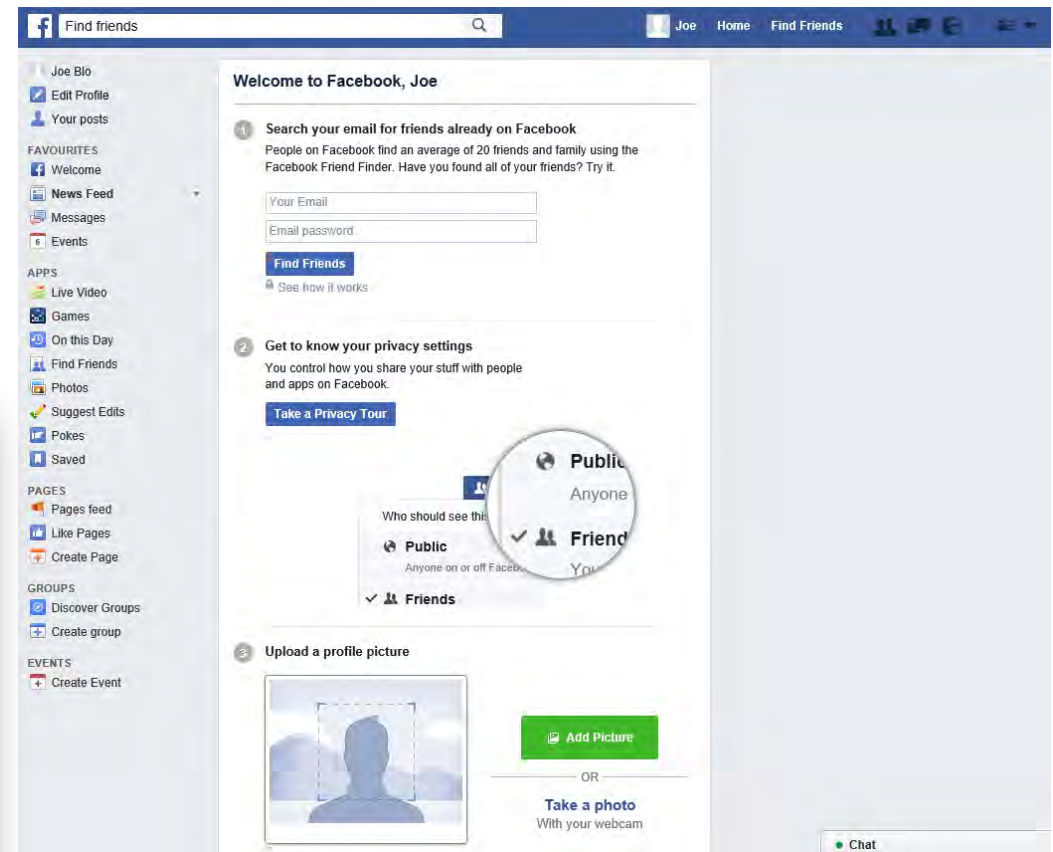 f Find friends
Joe Home Find Friends
Joe Blo
Edit Profile
Your posts
FAVOURITES
Welcome
News Feed
Messages
6 Events
APPS
Live Video
Games
On this Day
Find Friends
Photos
Suggest Edits
Pokes
Saved
PAGES
Pages feed
Like Pages
Create Page
GROUPS
Discover Groups
Create group
EVENTS
Create Event
Welcome to Facebook, Joe
1 Search your email for friends already on Facebook
People on Facebook find an average of 20 friends and family using the
Facebook Friend Finder. Have you found all of your friends? Try it.
Your Email
Email password
Find Friends
See how it works
2 Get to know your privacy settings
You control how you share your stuff with people
and apps on Facebook.
Take a Privacy Tour
Who should see this
Public
Anyone on or off Faceb
Friends
Public
Anyone
Friend
You
3 Upload a profile picture
Add Picture
OR
Take a photo
With your webcam
Chat